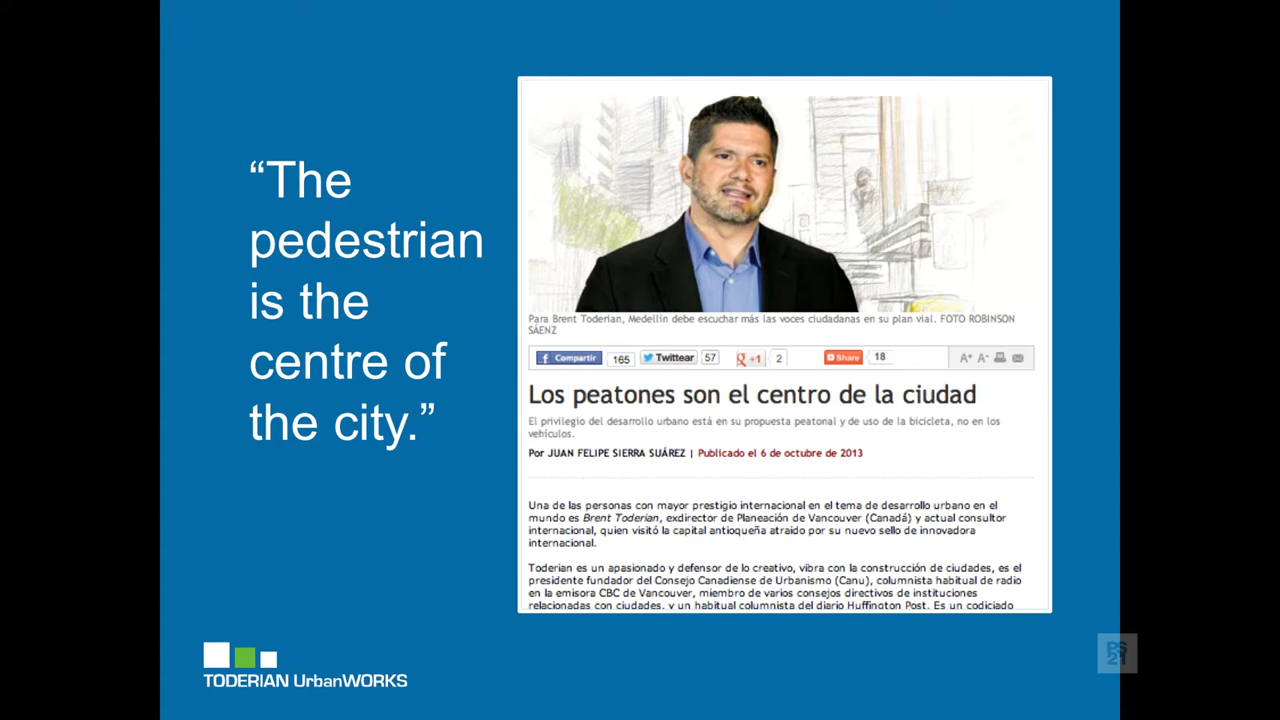 “The
pedestrian
is the
centre of
the city.”
Para Brent Toderian, Medellín debe escuchar más las voces ciudadanas en su plan vial. FOTO ROBINSON
SÁENZ
Compartir 165 Twittear 57 +1 2 Share 18 A+ A-
Los peatones son el centro de la ciudad
El privilegio del desarrollo urbano está en su propuesta peatonal y de uso de la bicicleta, no en los
vehículos.
Por JUAN FELIPE SIERRA SUÁREZ | Publicado el 6 de octubre de 2013
Una de las personas con mayor prestigio internacional en el tema de desarrollo urbano en el
mundo es Brent Toderian, exdirector de Planeación de Vancouver (Canadá) y actual consultor
internacional, quien visitó la capital antioqueña atraido por su nuevo sello de innovadora
internacional.
Toderian es un apasionado y defensor de lo creativo, vibra con la construcción de ciudades, es el
presidente fundador del Consejo Canadiense de Urbanismo (Canu), columnista habitual de radio
en la emisora CBC de Vancouver, miembro de varios consejos directivos de instituciones
relacionadas con ciudades, y un habitual columnista del diario Huffington Post. Es un codiciado
TODERIAN UrbanWORKS
PS
21